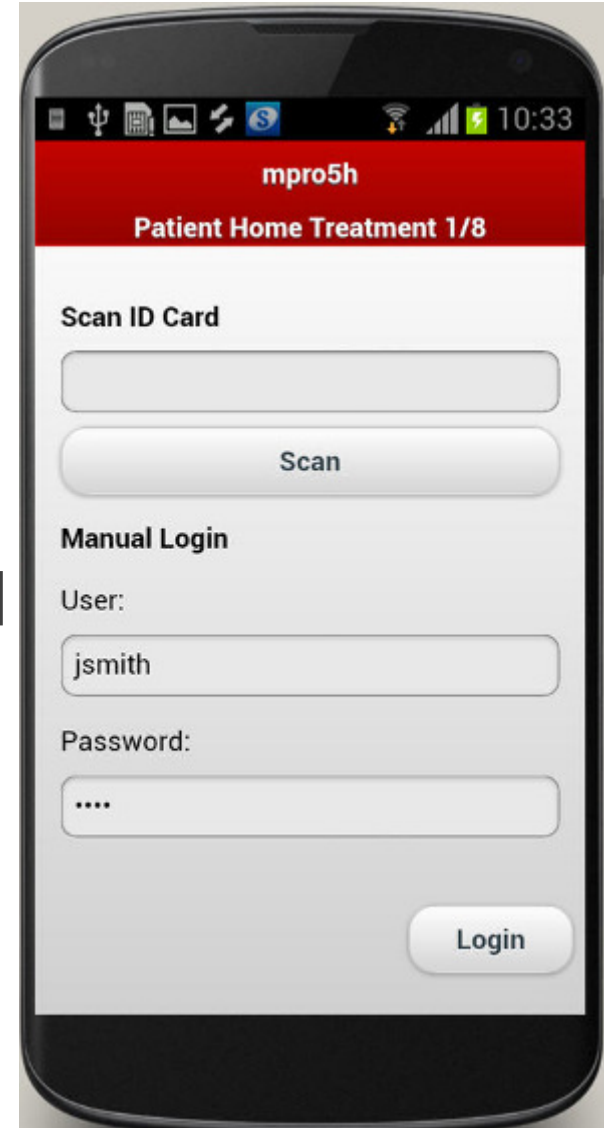 10:33
mpro5h
Patient Home Treatment 1/8
Scan ID Card
Scan
Manual Login
User:
jsmith
Password:
••••
Login